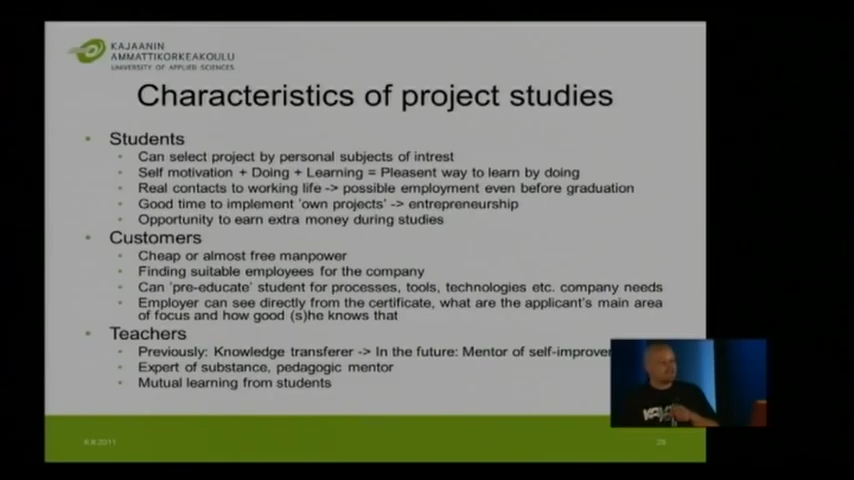 KAJAANIN
AMMATTIKORKEAKOULU
UNIVERSITY OF APPLIED SCIENCES
Characteristics of project studies
• Students
• Can select project by personal subjects of intrest
• Self motivation + Doing + Learning = Pleasent way to learn by doing
• Real contacts to working life -> possible employment even before graduation
• Good time to implement 'own projects' -> entrepreneurship
• Opportunity to earn extra money during studies
• Customers
• Cheap or almost free manpower
• Finding suitable employees for the company
• Can 'pre-educate' student for processes, tools, technologies etc. company needs
• Employer can see directly from the certificate, what are the applicant's main area
of focus and how good (s)he knows that
• Teachers
• Previously: Knowledge transferer -> In the future: Mentor of self-improver
• Expert of substance, pedagogic mentor
• Mutual learning from students